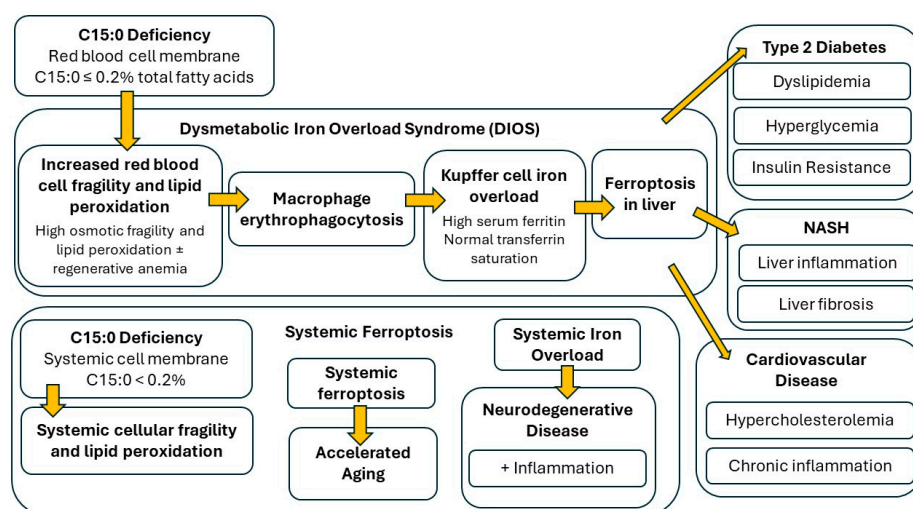 C15:0 Deficiency
Red blood cell membrane
C15:0 ≤ 0.2% total fatty acids
Dysmetabolic Iron Overload Syndrome (DIOS)
Increased red blood
cell fragility and lipid
peroxidation
High osmotic fragility and
lipid peroxidation ±
regenerative anemia
Macrophage
erythrophagocytosis
Kupffer cell iron
overload
High serum ferritin
Normal transferrin
saturation
Ferroptosis
in liver
Type 2 Diabetes
Dyslipidemia
Hyperglycemia
Insulin Resistance
NASH
Liver inflammation
Liver fibrosis
Cardiovascular
Disease
Hypercholesterolemia
Chronic inflammation
C15:0 Deficiency
Systemic cell membrane
C15:0 < 0.2%
Systemic cellular fragility
and lipid peroxidation
Systemic Ferroptosis
Systemic
ferroptosis
Accelerated
Aging
Systemic Iron
Overload
Neurodegenerative
Disease
+ Inflammation